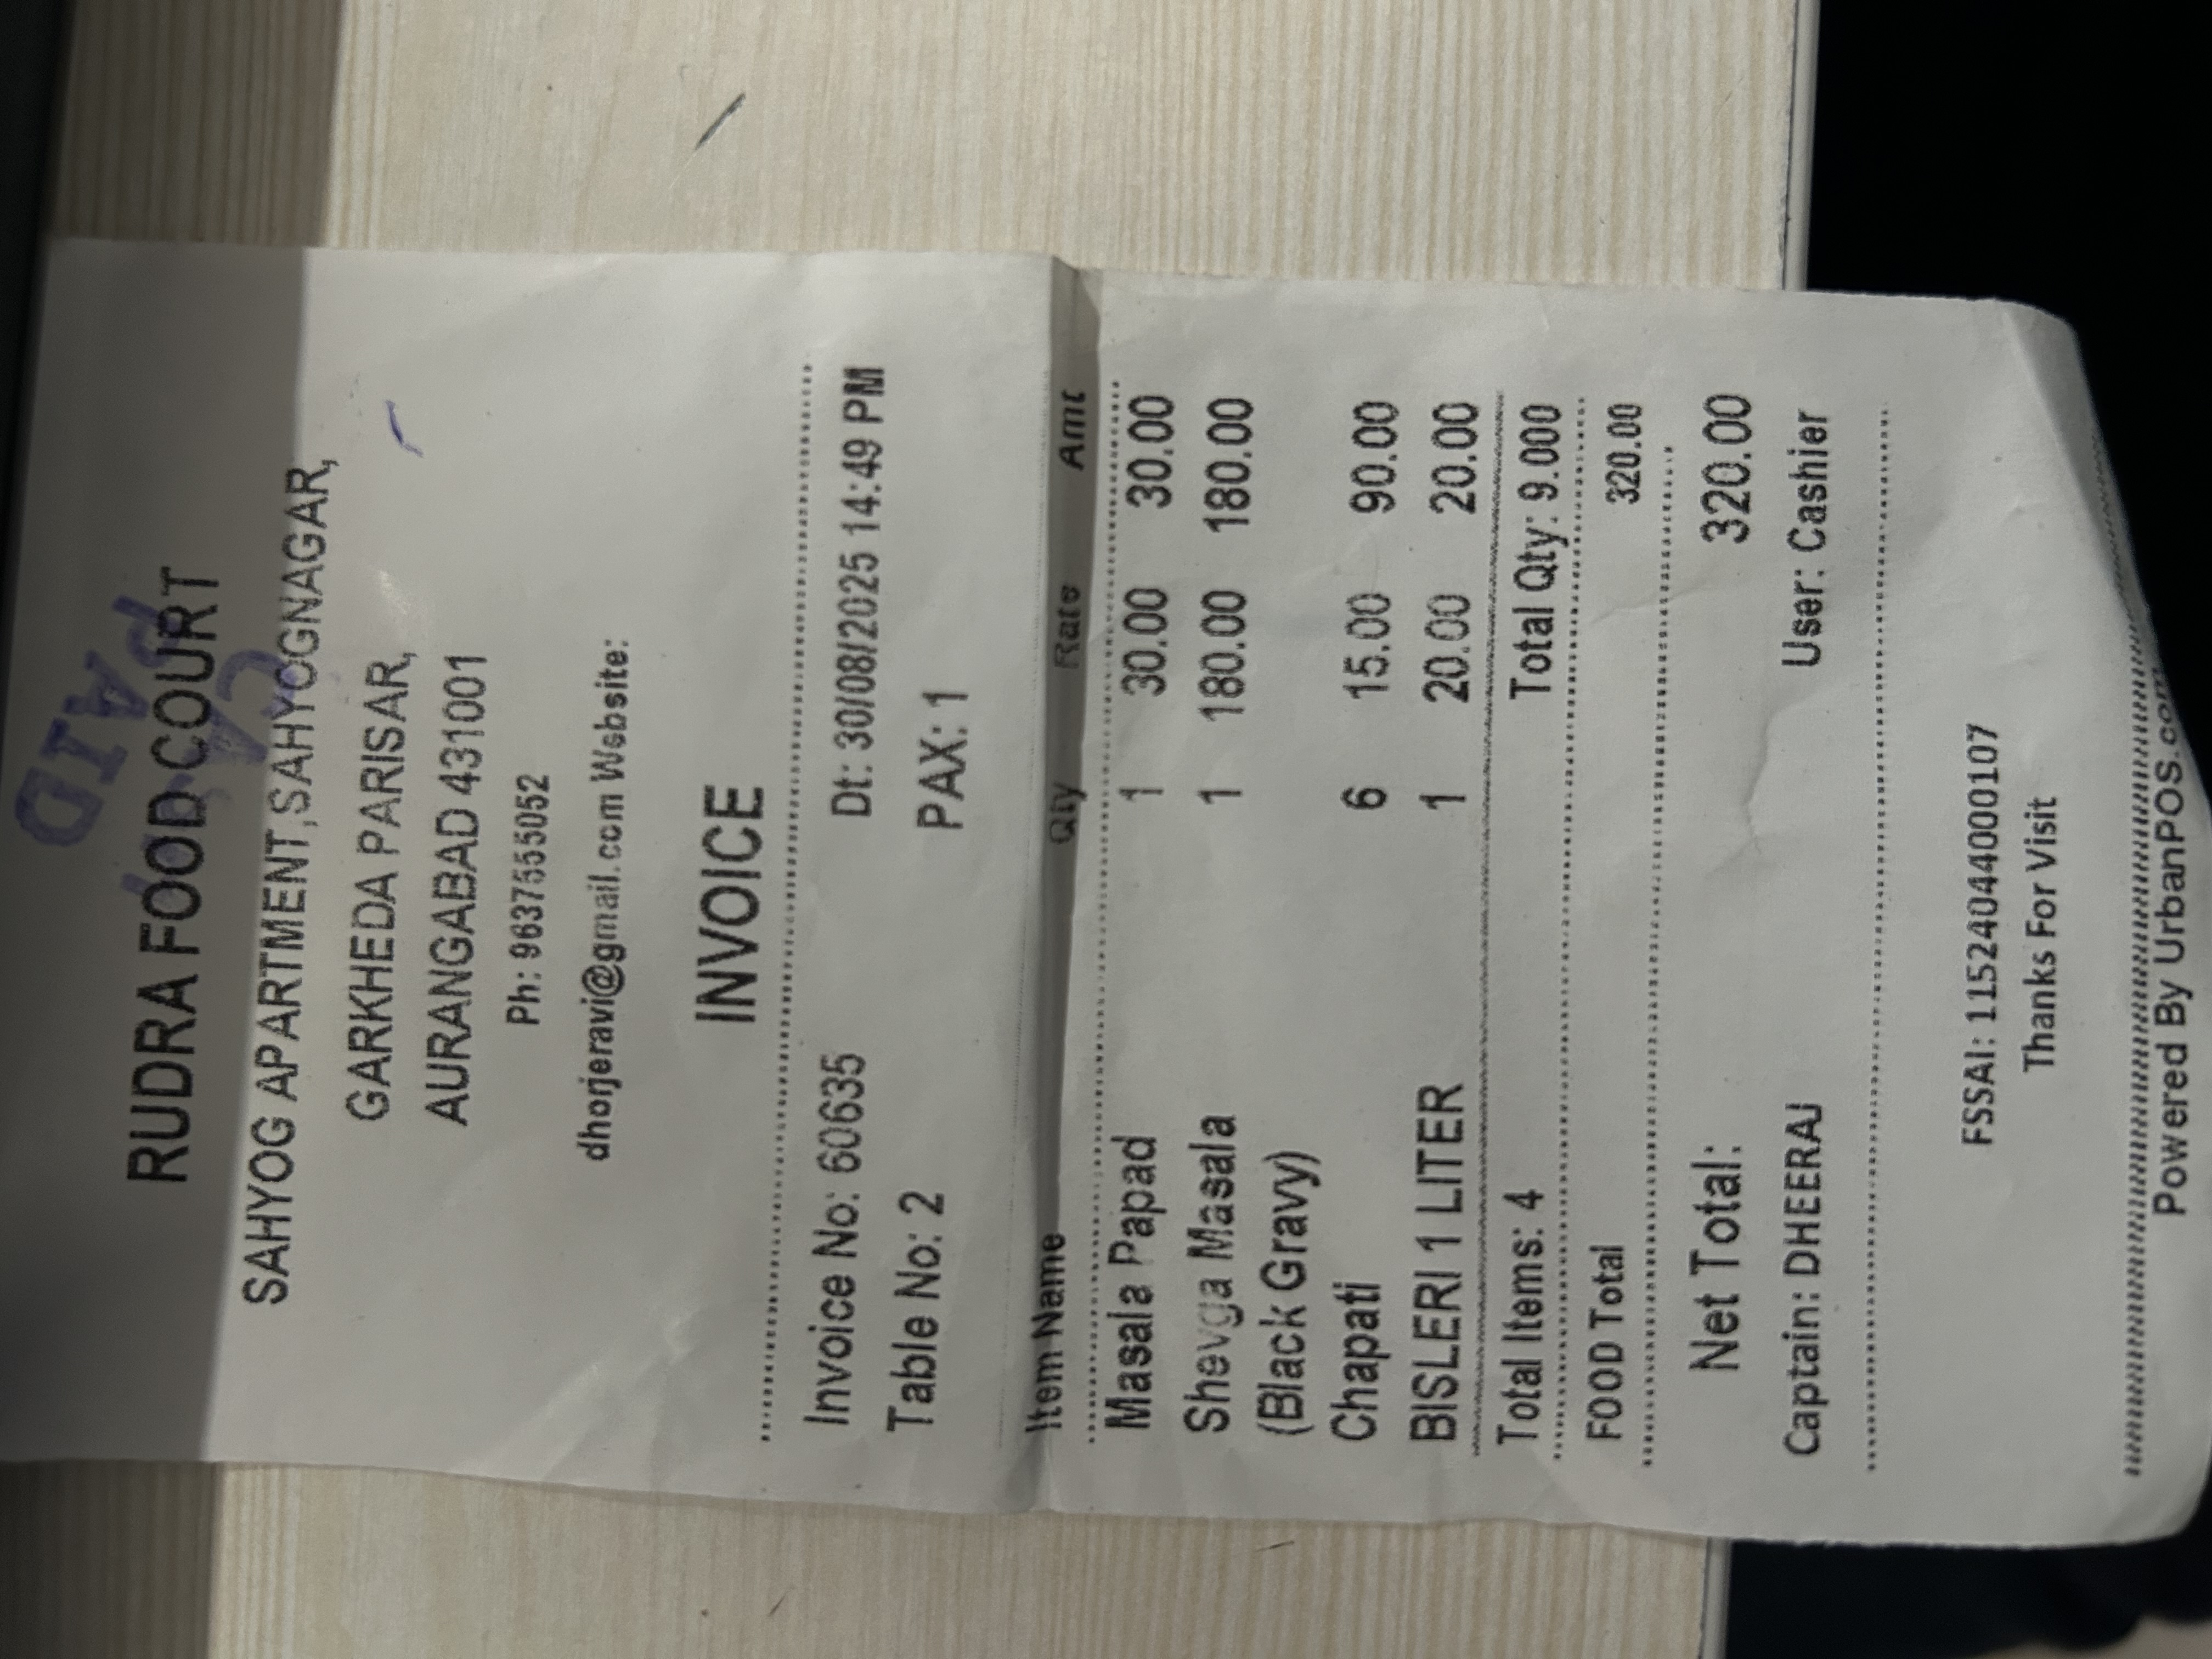 CASH PAID
RUDRA FOOD COURT
SAHYOG APARTMENT,SAHYOGNAGAR,
GARKHEDA PARISAR,
AURANGABAD 431001
Ph: 9637555052
dhorjeravi@gmail.com Website:
INVOICE
Invoice No: 60635 Dt: 30/08/2025 14:49 PM
Table No: 2 PAX: 1
Item Name Qty Rate Amt
Masala Papad 1 30.00 30.00
Shevga Masala 1 180.00 180.00
(Black Gravy)
Chapati 6 15.00 90.00
BISLERI 1 LITER 1 20.00 20.00
Total Items: 4 Total Qty: 9.000
FOOD Total 320.00
Net Total: 320.00
Captain: DHEERAJ User: Cashier
FSSAI: 11524044000107
Thanks For Visit
Powered By UrbanPOS.com